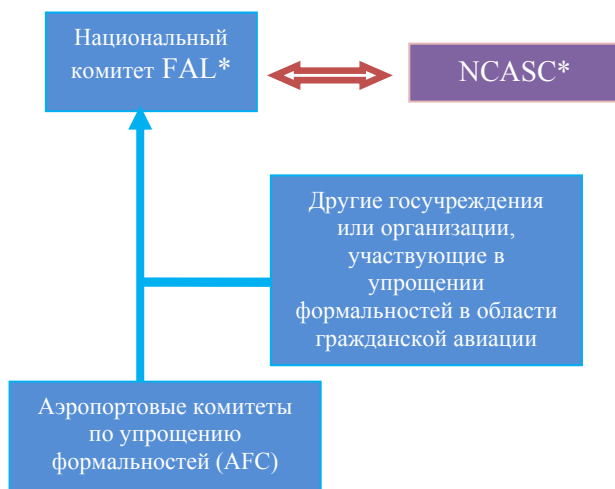 Национальный
комитет FAL*
NCASC*
Другие госучреждения
или организации,
участвующие в
упрощении
формальностей в области
гражданской авиации
Аэропортовые комитеты
по упрощению
формальностей (AFC)